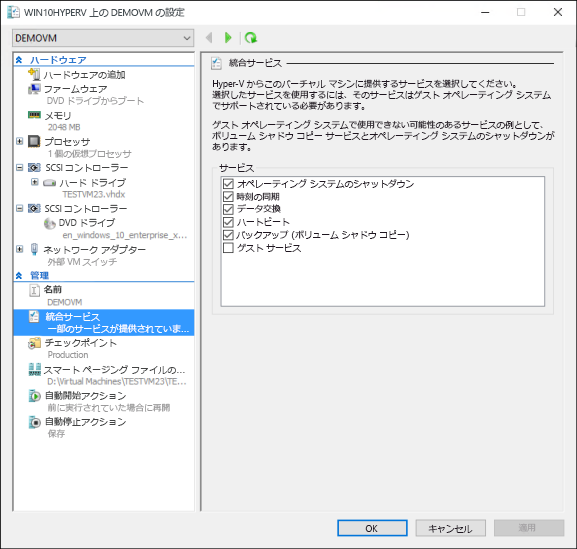 WIN10HYPERV 上の DEMOVM の設定
DEMOVM
ハードウェア
ハードウェアの追加
ファームウェア
DVD ドライブからブート
メモリ
2048 MB
プロセッサ
1 個の仮想プロセッサ
SCSI コントローラー
ハード ドライブ
TESTVM23.vhdx
SCSI コントローラー
DVD ドライブ
en_windows_10_enterprise_x...
ネットワーク アダプター
外部 VM スイッチ
管理
名前
DEMOVM
統合サービス
一部のサービスが提供されていま...
チェックポイント
Production
スマート ページング ファイルの...
D:\Virtual Machines\TESTVM23\TE...
自動開始アクション
前に実行されていた場合に再開
自動停止アクション
保存
統合サービス
Hyper-V からこのバーチャル マシンに提供するサービスを選択してください。
選択したサービスを使用するには、そのサービスはゲスト オペレーティング システム
でサポートされている必要があります。
ゲスト オペレーティング システムで使用できない可能性のあるサービスの例として、
ボリューム シャドウ コピー サービスとオペレーティング システムのシャットダウンが
あります。
サービス
オペレーティング システムのシャットダウン
時刻の同期
データ交換
ハートビート
バックアップ (ボリューム シャドウ コピー)
ゲスト サービス
OK
キャンセル
適用